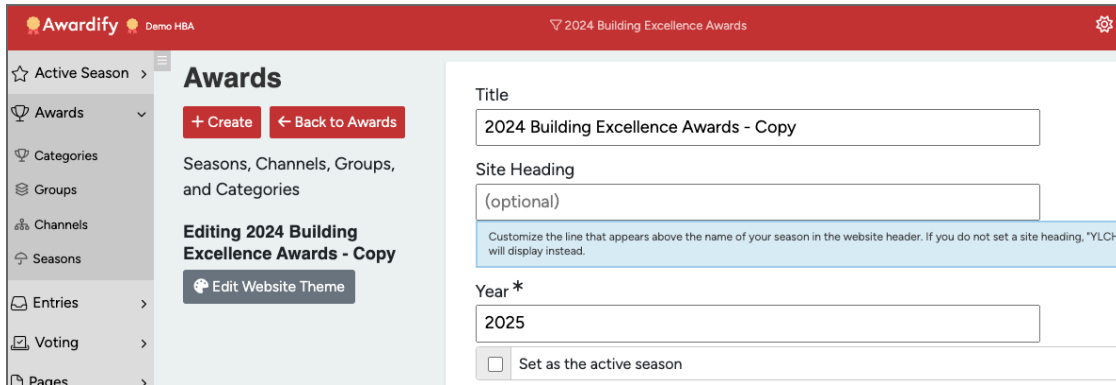 Awardify Demo HBA
2024 Building Excellence Awards
Active Season
Awards
Categories
Groups
Channels
Seasons
Entries
Voting
Pages
Awards
+ Create
← Back to Awards
Seasons, Channels, Groups,
and Categories
Editing 2024 Building
Excellence Awards - Copy
Edit Website Theme
Title
2024 Building Excellence Awards - Copy
Site Heading
(optional)
Customize the line that appears above the name of your season in the website header. If you do not set a site heading, "YLCH
will display instead.
Year *
2025
Set as the active season